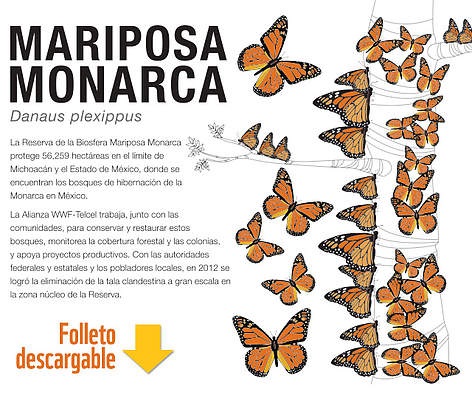 MARIPOSA
MONARCA
Danaus plexippus
La Reserva de la Biosfera Mariposa Monarca
protege 56,259 hectáreas en el límite de
Michoacán y el Estado de México, donde se
encuentran los bosques de hibernación de la
Monarca en México.
La Alianza WWF-Telcel trabaja, junto con las
comunidades, para conservar y restaurar estos
bosques, monitorea la cobertura forestal y las colonias,
y apoya proyectos productivos. Con las autoridades
federales y estatales y los pobladores locales, en 2012 se
logró la eliminación de la tala clandestina a gran escala en
la zona núcleo de la Reserva.
Folleto
descargable